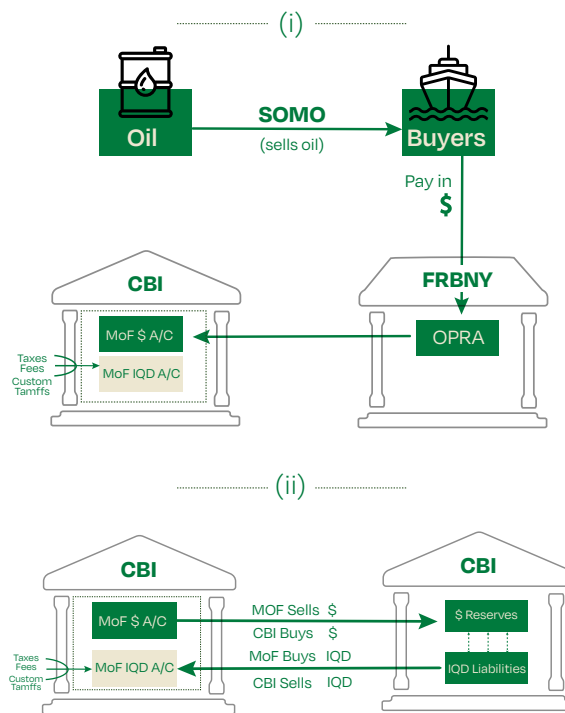 (i)
Oil
SOMO
(sells oil)
Buyers
Pay in
$
CBI
FRBNY
MoF $ A/C
OPRA
Taxes
Fees
Custom
Tamffs
MoF IQD A/C
(ii)
CBI
CBI
MoF $ A/C
MOF Sells $
CBI Buys $
$ Reserves
Taxes
Fees
Custom
Tamffs
MoF IQD A/C
MoF Buys IQD
CBI Sells IQD
IQD Liabilities